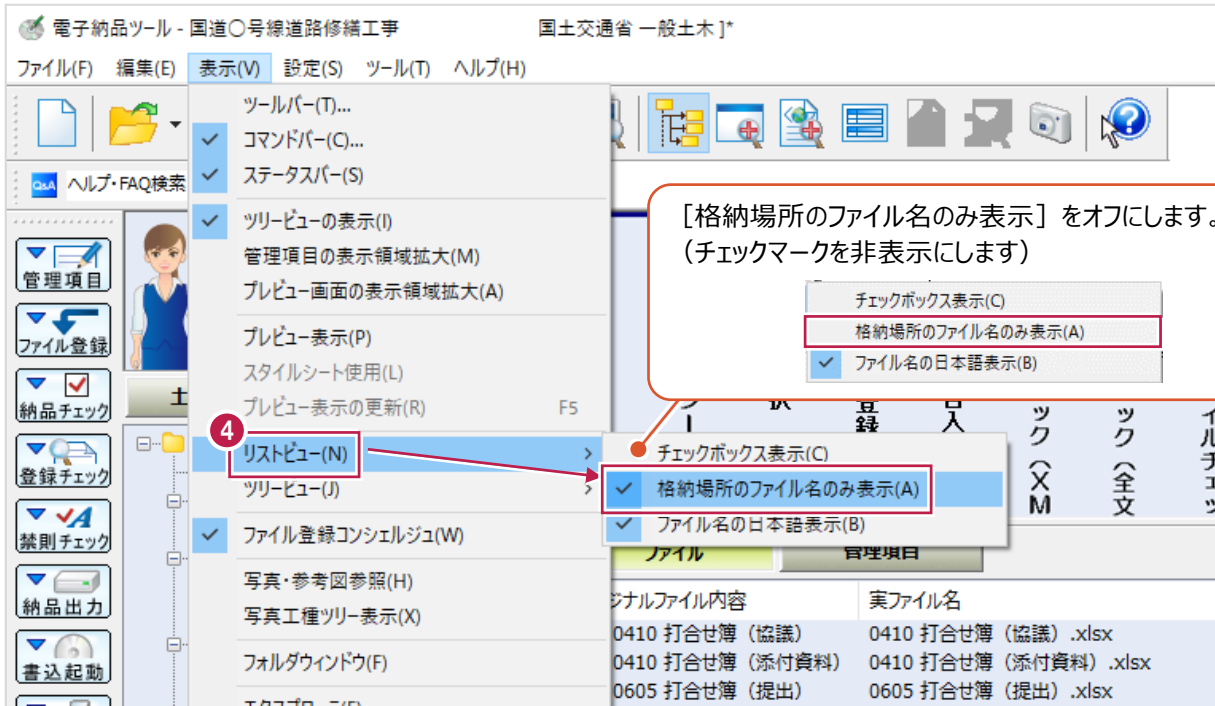 電子納品ツール - 国道〇号線道路修繕工事 国土交通省 一般土木 ]*
ファイル(F) 編集(E) 表示(V) 設定(S) ツール(T) ヘルプ(H)
ヘルプ・FAQ検索
Q&A
管理項目
ファイル登録
納品チェック
登録チェック
禁則チェック
納品出力
書込起動
土
ツールバー(T)...
コマンドバー(C)...
ステータスバー(S)
ツリービューの表示(I)
管理項目の表示領域拡大(M)
プレビュー画面の表示領域拡大(A)
プレビュー表示(P)
スタイルシート使用(L)
プレビュー表示の更新(R) F5
4
リストビュー(N)
ツリービュー(J)
ファイル登録コンシェルジュ(W)
写真・参考図参照(H)
写真工種ツリー表示(X)
フォルダウィンドウ(F)
[格納場所のファイル名のみ表示] をオフにします。
(チェックマークを非表示にします)
チェックボックス表示(C)
格納場所のファイル名のみ表示(A)
ファイル名の日本語表示(B)
ック(XM
ック(全文
イルチェッ
チェックボックス表示(C)
格納場所のファイル名のみ表示(A)
ファイル名の日本語表示(B)
ファイル 管理項目
ジナルファイル内容 実ファイル名
0410 打合せ簿(協議) 0410 打合せ簿(協議).xlsx
0410 打合せ簿(添付資料) 0410 打合せ簿(添付資料).xlsx
0605 打合せ簿(提出) 0605 打合せ簿(提出).xlsx